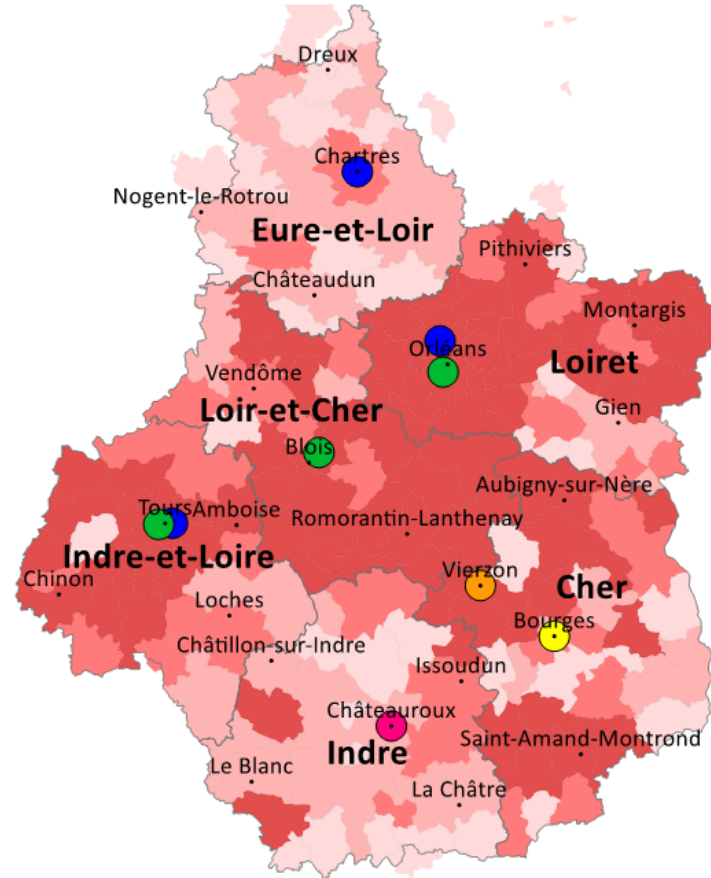 Dreux
Chartres
Nogent-le-Rotrou
Eure-et-Loir
Pithiviers
Châteaudun
Montargis
Orléans
Loiret
Vendôme
Loir-et-Cher
Gien
Blois
Aubigny-sur-Nère
Tours Amboise
Romorantin-Lanthenay
Indre-et-Loire
Vierzon
Chinon
Cher
Loches
Bourges
Châtillon-sur-Indre
Issoudun
Châteauroux
Saint-Amand-Montrond
Indre
Le Blanc
La Châtre